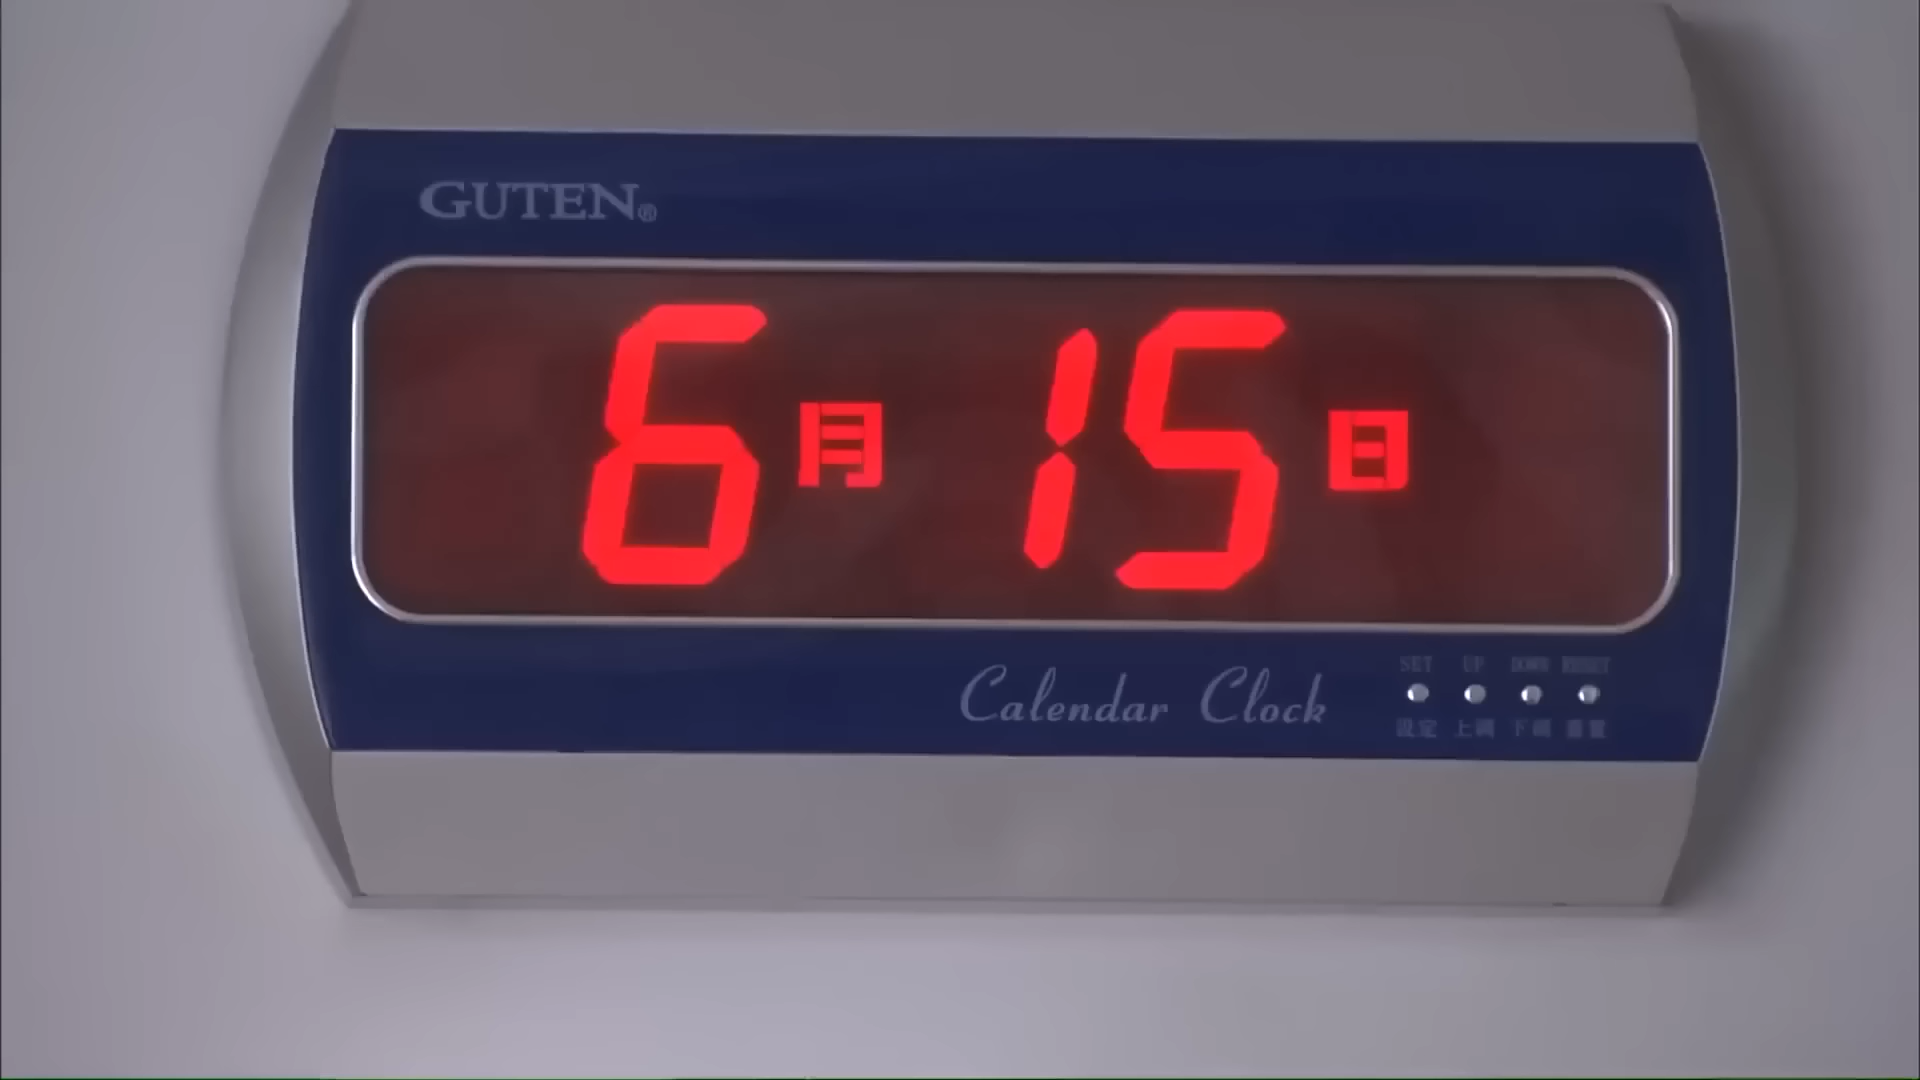 GUTEN®
6月 15日
Calendar Clock
SET UP DOWN RESET
設定 上調 下調 重置